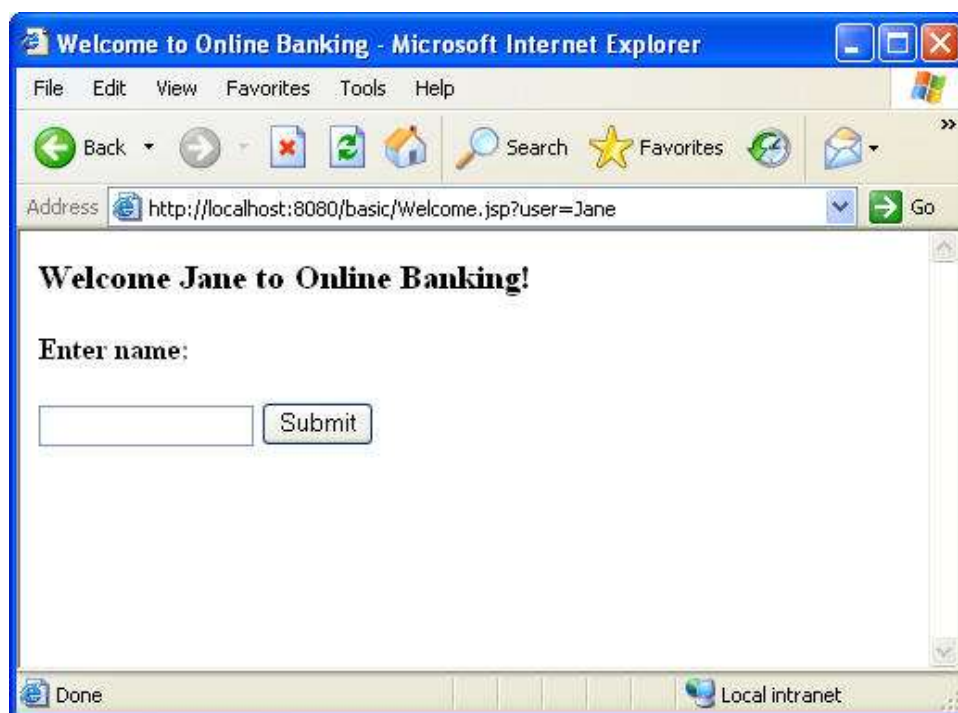 Welcome to Online Banking - Microsoft Internet Explorer
File Edit View Favorites Tools Help
Back Search Favorites »
Address http://localhost:8080/basic/Welcome.jsp?user=Jane Go
Welcome Jane to Online Banking!
Enter name:
Submit
Done Local intranet